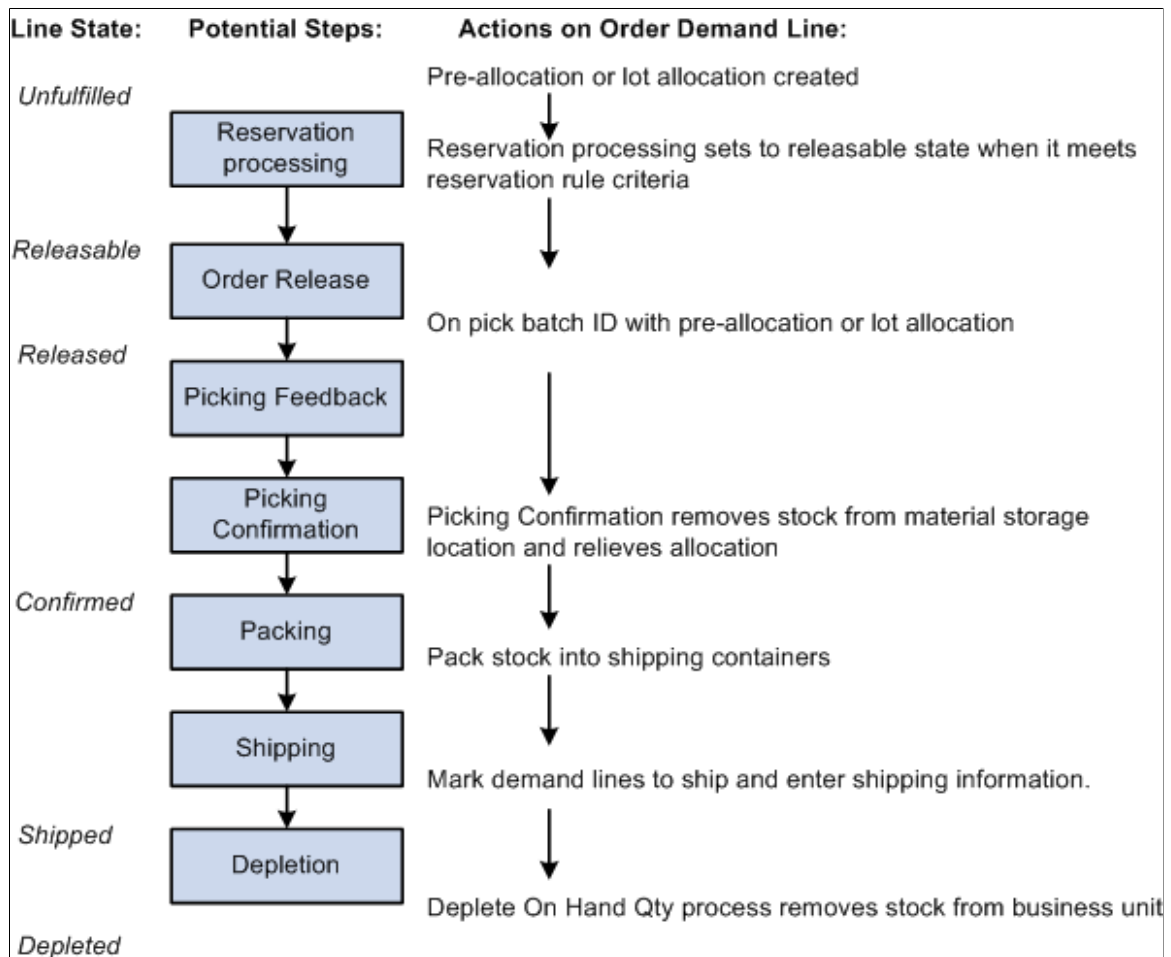 Line State: Potential Steps: Actions on Order Demand Line:
Pre-allocation or lot allocation created
Unfulfilled
Reservation
processing
Reservation processing sets to releasable state when it meets
reservation rule criteria
Releasable
Order Release
On pick batch ID with pre-allocation or lot allocation
Released
Picking Feedback
Picking
Confirmation
Picking Confirmation removes stock from material storage
location and relieves allocation
Confirmed
Packing
Pack stock into shipping containers
Shipping
Mark demand lines to ship and enter shipping information.
Shipped
Depletion
Deplete On Hand Qty process removes stock from business unit
Depleted